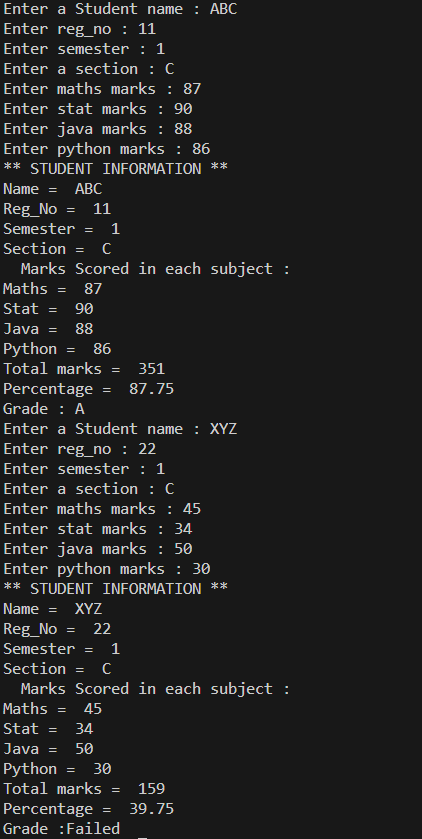 Enter a Student name : ABC
Enter reg_no : 11
Enter semester : 1
Enter a section : C
Enter maths marks : 87
Enter stat marks : 90
Enter java marks : 88
Enter python marks : 86
** STUDENT INFORMATION **
Name =  ABC
Reg_No =  11
Semester =  1
Section =  C
  Marks Scored in each subject :
Maths =  87
Stat =  90
Java =  88
Python =  86
Total marks =  351
Percentage =  87.75
Grade : A
Enter a Student name : XYZ
Enter reg_no : 22
Enter semester : 1
Enter a section : C
Enter maths marks : 45
Enter stat marks : 34
Enter java marks : 50
Enter python marks : 30
** STUDENT INFORMATION **
Name =  XYZ
Reg_No =  22
Semester =  1
Section =  C
  Marks Scored in each subject :
Maths =  45
Stat =  34
Java =  50
Python =  30
Total marks =  159
Percentage =  39.75
Grade :Failed